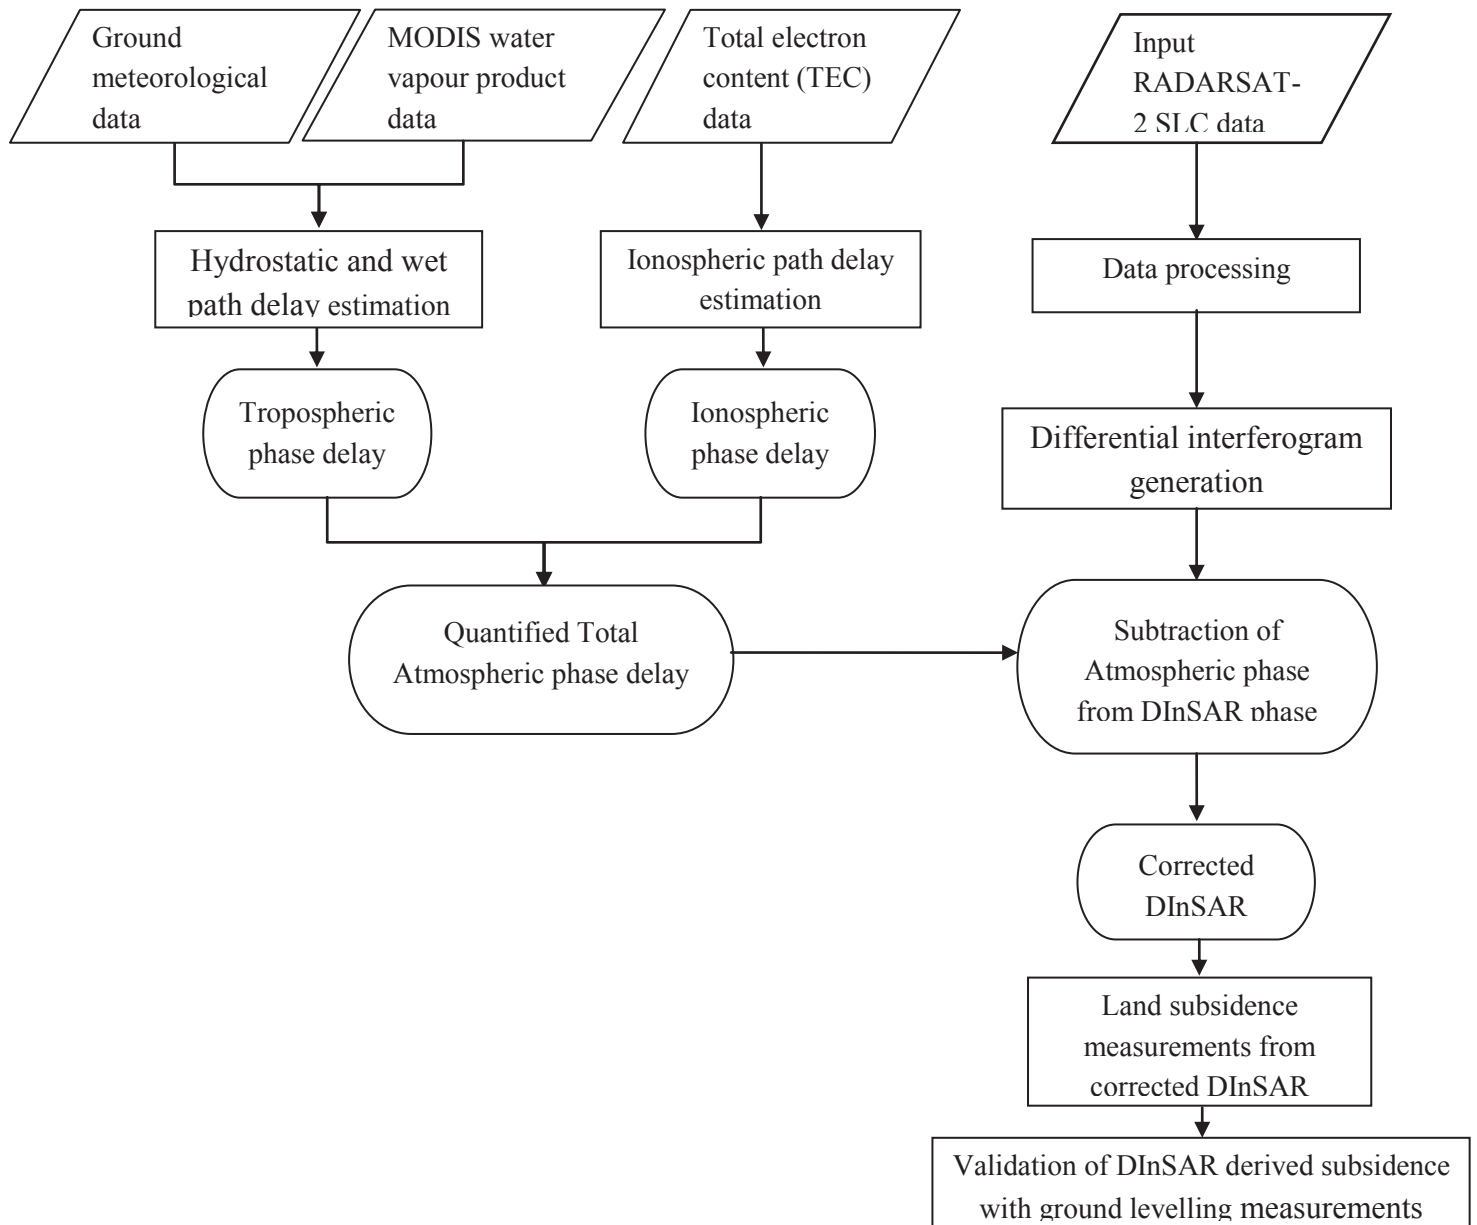 Ground
meteorological
data
MODIS water
vapour product
data
Total electron
content (TEC)
data
Input
RADARSAT-
2 SLC data
Hydrostatic and wet
path delay estimation
Ionospheric path delay
estimation
Data processing
Tropospheric
phase delay
Ionospheric
phase delay
Differential interferogram
generation
Quantified Total
Atmospheric phase delay
Subtraction of
Atmospheric phase
from DInSAR phase
Corrected
DInSAR
Land subsidence
measurements from
corrected DInSAR
Validation of DInSAR derived subsidence
with ground levelling measurements